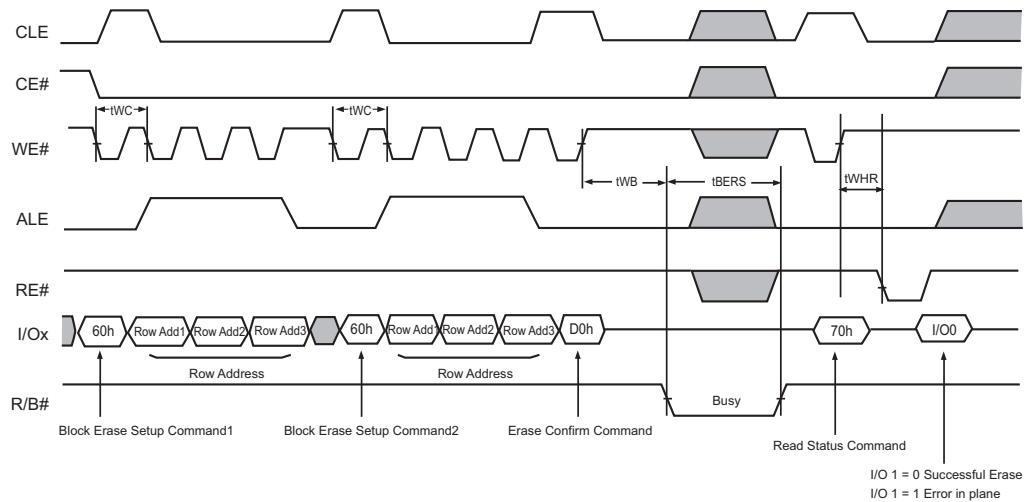 CLE
CE#
tWC tWC
WE#
tWB tBERS tWHR
ALE
RE#
I/Ox 60h Row Add1 Row Add2 Row Add3 60h Row Add1 Row Add2 Row Add3 D0h 70h I/O0
Row Address Row Address
R/B# Busy
Block Erase Setup Command1 Block Erase Setup Command2 Erase Confirm Command
Read Status Command
I/O 1 = 0 Successful Erase
I/O 1 = 1 Error in plane